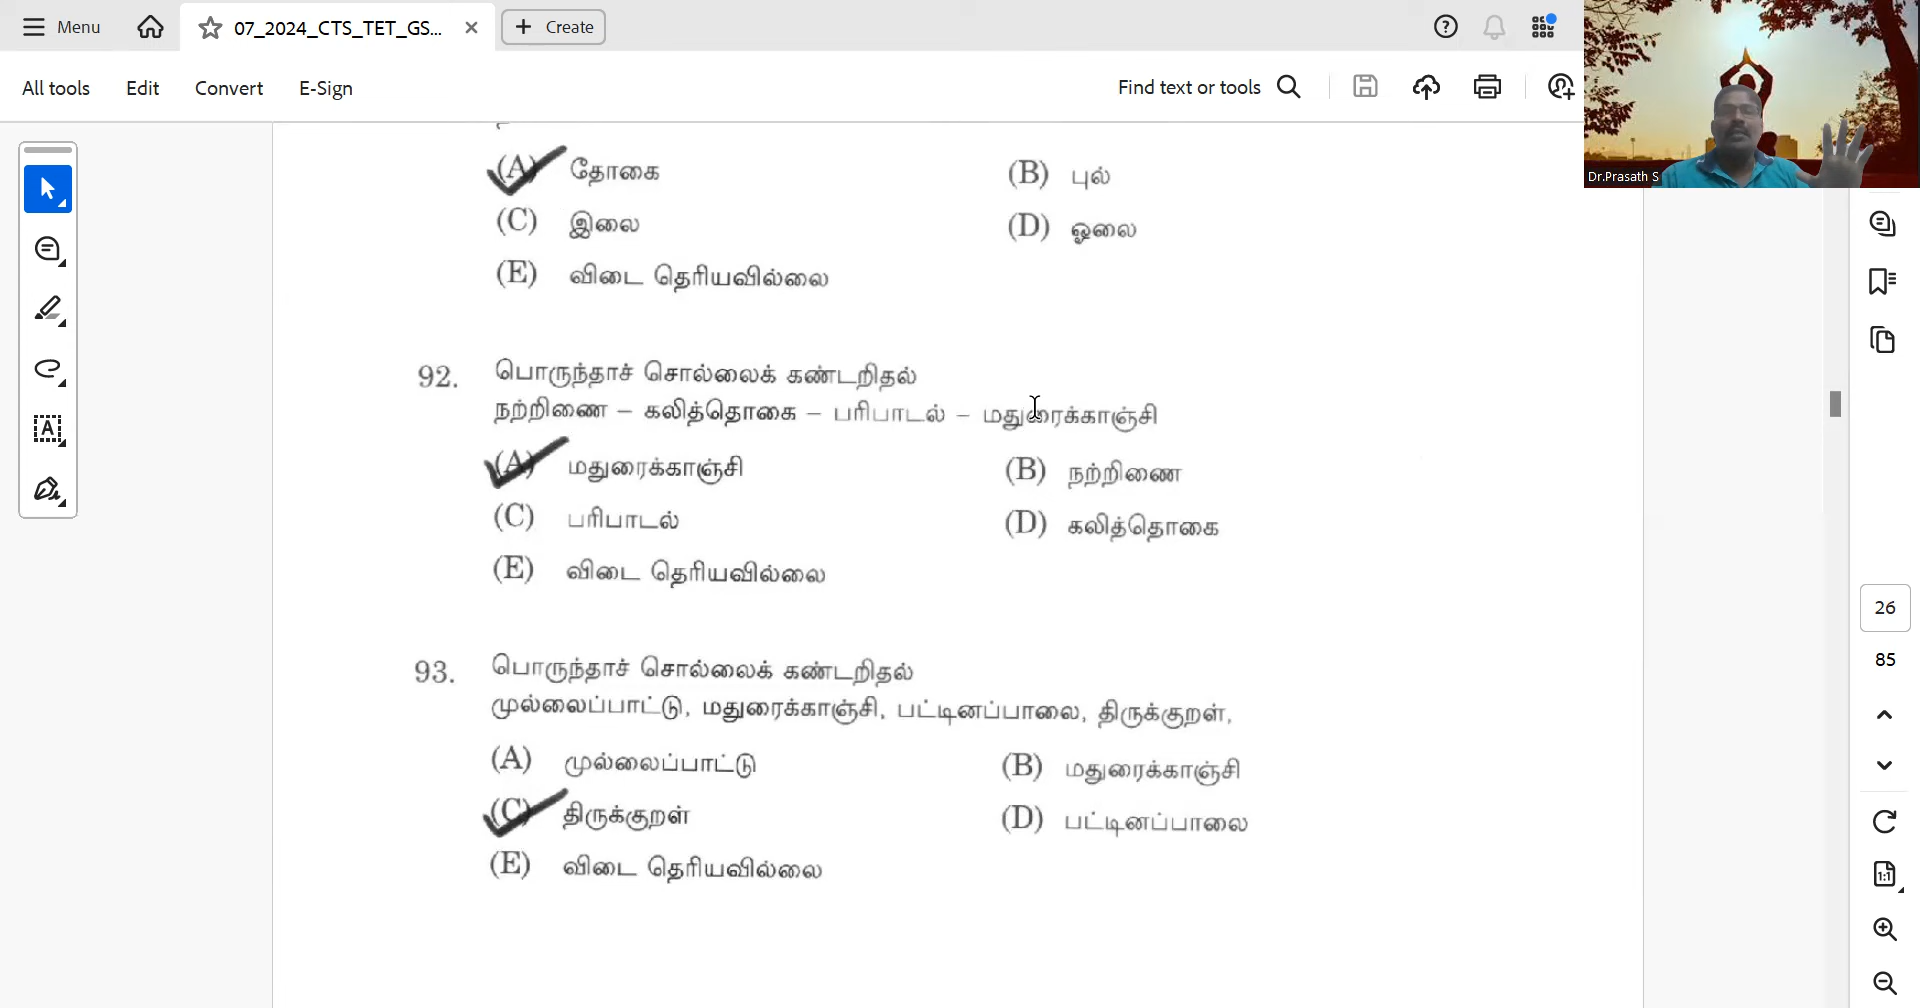 Menu
07_2024_CTS_TET_GS...
Create
All tools
Edit
Convert
E-Sign
Find text or tools
Dr.Prasath S
(A) தோகை
(B) புல்
(C) இலை
(D) ஓலை
(E) விடை தெரியவில்லை
92. பொருந்தாச் சொல்லைக் கண்டறிதல்
நற்றிணை – கலித்தொகை – பரிபாடல் – மதுரைக்காஞ்சி
(A) மதுரைக்காஞ்சி
(B) நற்றிணை
(C) பரிபாடல்
(D) கலித்தொகை
(E) விடை தெரியவில்லை
93. பொருந்தாச் சொல்லைக் கண்டறிதல்
முல்லைப்பாட்டு, மதுரைக்காஞ்சி, பட்டினப்பாலை, திருக்குறள்,
(A) முல்லைப்பாட்டு
(B) மதுரைக்காஞ்சி
(C) திருக்குறள்
(D) பட்டினப்பாலை
(E) விடை தெரியவில்லை
26
85
1:1